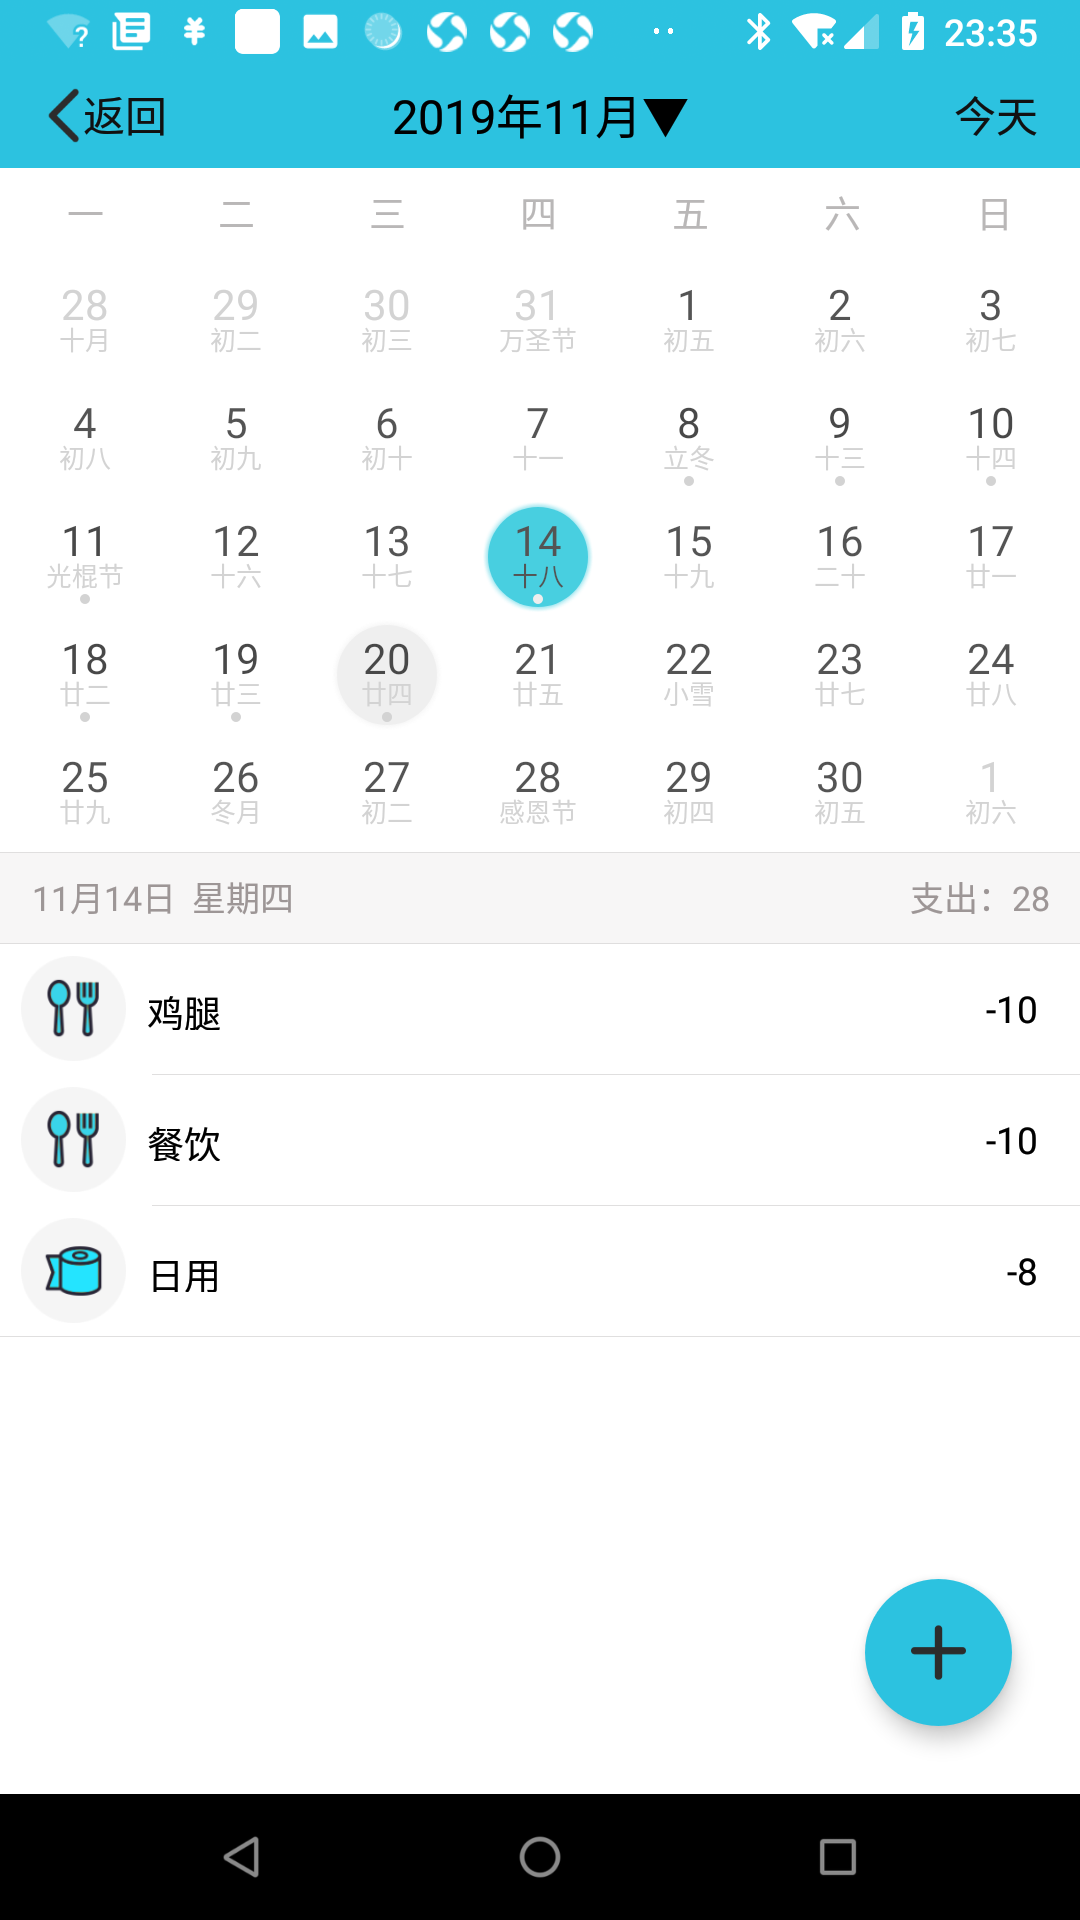 23:35
返回 2019年11月▼ 今天
一 二 三 四 五 六 日
28 29 30 31 1 2 3
十月 初二 初三 万圣节 初五 初六 初七
4 5 6 7 8 9 10
初八 初九 初十 十一 立冬 十三 十四
11 12 13 14 15 16 17
光棍节 十六 十七 十八 十九 二十 廿一
18 19 20 21 22 23 24
廿二 廿三 廿四 廿五 小雪 廿七 廿八
25 26 27 28 29 30 1
廿九 冬月 初二 感恩节 初四 初五 初六
11月14日 星期四 支出：28
鸡腿 -10
餐饮 -10
日用 -8